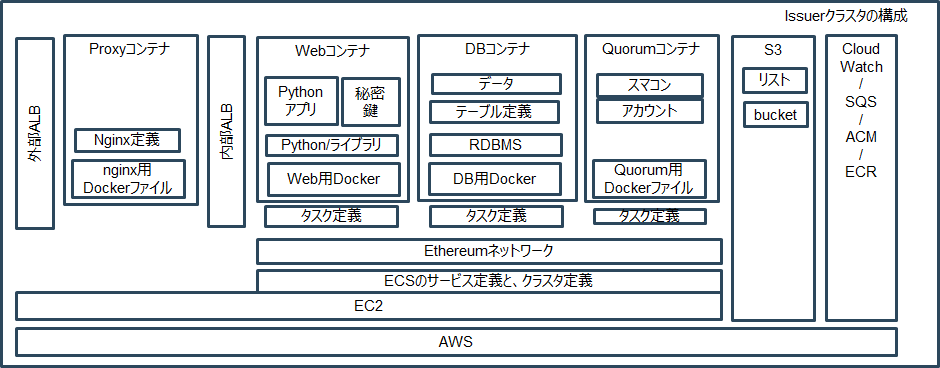 Issuerクラスタの構成
外部ALB
Proxyコンテナ
Nginx定義
nginx用
Dockerファイル
内部ALB
Webコンテナ
Python
アプリ
秘密
鍵
Python/ライブラリ
Web用Docker
タスク定義
DBコンテナ
データ
テーブル定義
RDBMS
DB用Docker
タスク定義
Quorumコンテナ
スマコン
アカウント
Quorum用
Dockerファイル
タスク定義
S3
リスト
bucket
Cloud
Watch
/
SQS
/
ACM
/
ECR
Ethereumネットワーク
ECSのサービス定義と、クラスタ定義
EC2
AWS